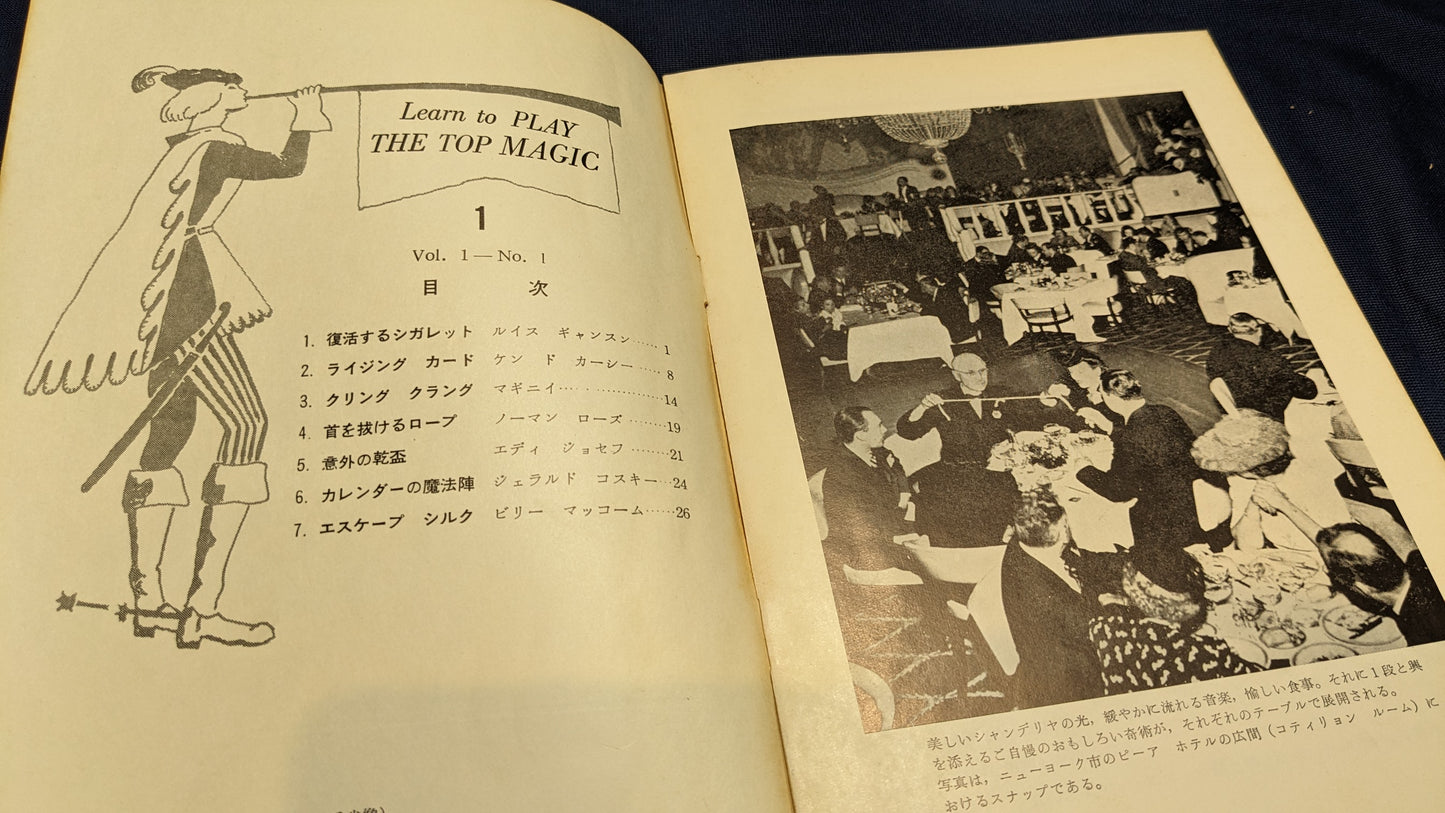 Learn to PLAY
THE TOP MAGIC
1
Vol. 1—No. 1
目 次
1. 復活するシガレット ルイス ギャンスン……1
2. ライジング カード ケン ド カーシー……8
3. クリング クラング マギニイ……………14
4. 首を抜けるロープ ノーマン ローズ………19
5. 意外の乾盃 エディ ジョセフ………21
6. カレンダーの魔法陣 ジェラルド コスキー…24
7. エスケープ シルク ビリー マッコーム……26
美しいシャンデリヤの光，緩やかに流れる音楽，愉しい食事。それに1段と興
を添えるご自慢のおもしろい奇術が，それぞれのテーブルで展開される。
写真は，ニューヨーク市のピーア ホテルの広間（コティリョン ルーム）に
おけるスナップである。